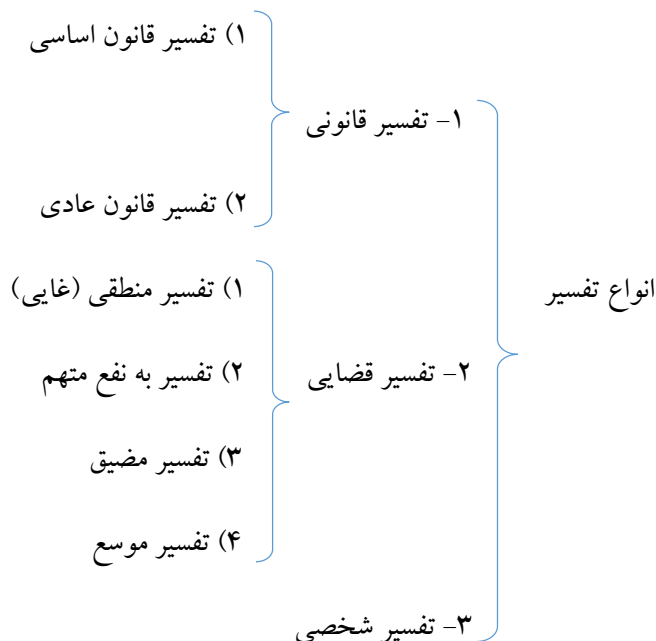 انواع تفسیر
۱- تفسیر قانونی
۱) تفسیر قانون اساسی
۲) تفسیر قانون عادی
۲- تفسیر قضایی
۱) تفسیر منطقی (غایی)
۲) تفسیر به نفع متهم
۳) تفسیر مضیق
۴) تفسیر موسع
۳- تفسیر شخصی